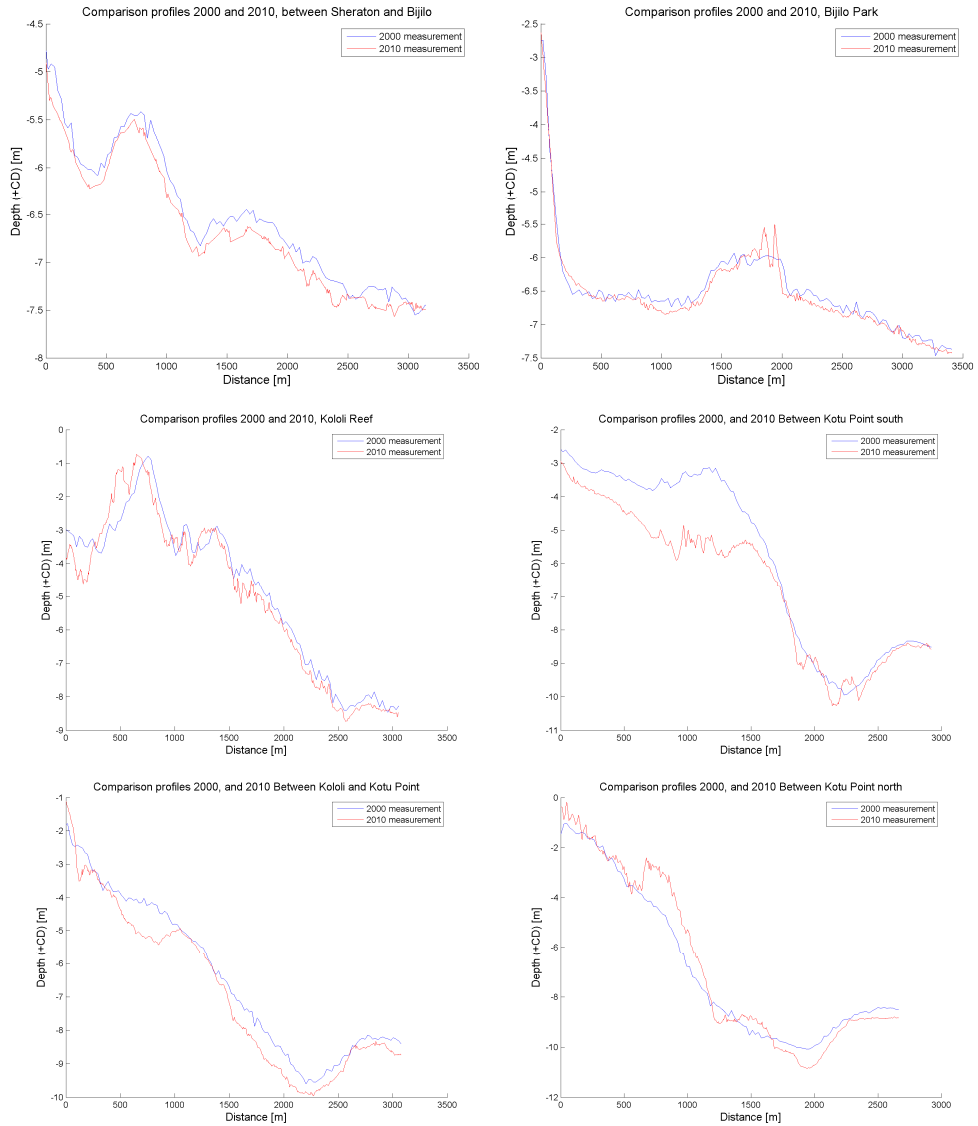 Comparison profiles 2000 and 2010, between Sheraton and Bijilo
2000 measurement
2010 measurement
Depth (+CD) [m]
-4.5
-5
-5.5
-6
-6.5
-7
-7.5
-8
0 500 1000 1500 2000 2500 3000 3500
Distance [m]
Comparison profiles 2000 and 2010, Bijilo Park
2000 measurement
2010 measurement
Depth (+CD) [m]
-2.5
-3
-3.5
-4
-4.5
-5
-5.5
-6
-6.5
-7
-7.5
0 500 1000 1500 2000 2500 3000 3500
Distance [m]
Comparison profiles 2000 and 2010, Kololi Reef
2000 measurement
2010 measurement
Depth (+CD) [m]
0
-1
-2
-3
-4
-5
-6
-7
-8
-9
0 500 1000 1500 2000 2500 3000 3500
Distance [m]
Comparison profiles 2000, and 2010 Between Kotu Point south
2000 measurement
2010 measurement
Depth (+CD) [m]
-2
-3
-4
-5
-6
-7
-8
-9
-10
-11
0 500 1000 1500 2000 2500 3000
Distance [m]
Comparison profiles 2000, and 2010 Between Kololi and Kotu Point
2000 measurement
2010 measurement
Depth (+CD) [m]
-1
-2
-3
-4
-5
-6
-7
-8
-9
-10
0 500 1000 1500 2000 2500 3000 3500
Distance [m]
Comparison profiles 2000, and 2010 Between Kotu Point north
2000 measurement
2010 measurement
Depth (+CD) [m]
0
-2
-4
-6
-8
-10
-12
0 500 1000 1500 2000 2500 3000
Distance [m]